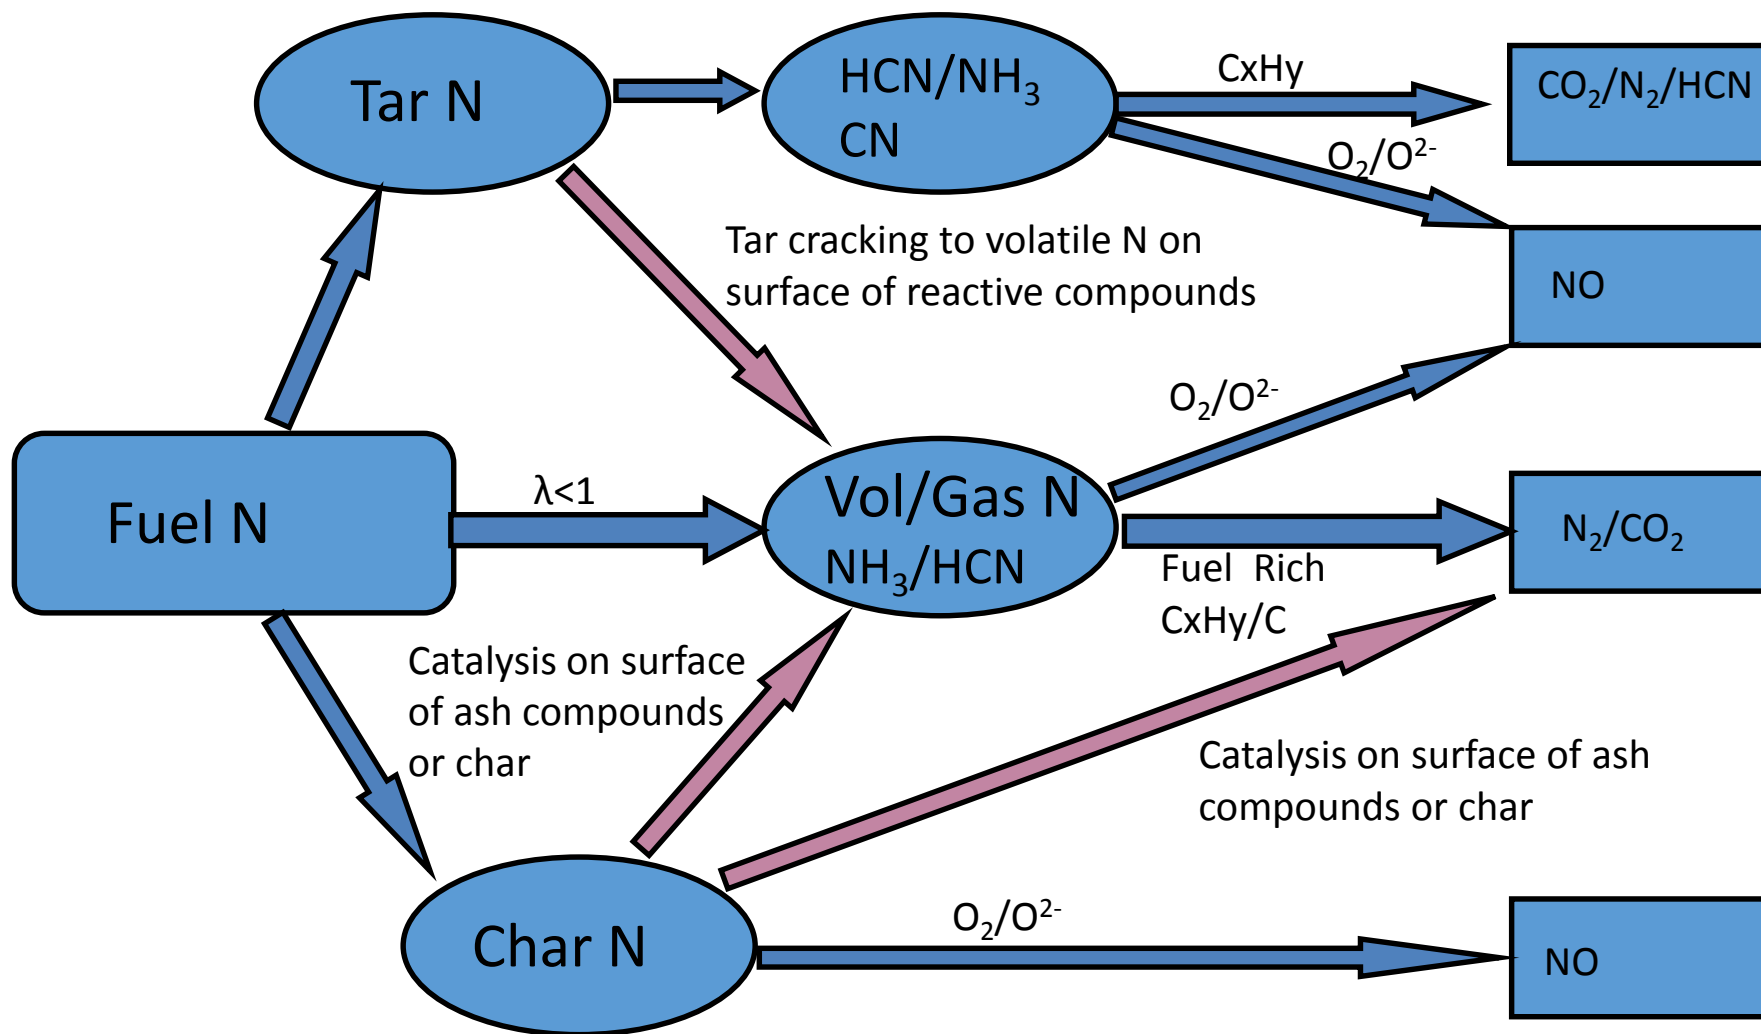 Tar N
HCN/NH₃
CN
CxHy
CO₂/N₂/HCN
O₂/O²⁻
Tar cracking to volatile N on
surface of reactive compounds
NO
O₂/O²⁻
Fuel N
λ<1
Vol/Gas N
NH₃/HCN
N₂/CO₂
Fuel  Rich
CxHy/C
Catalysis on surface
of ash compounds
or char
Catalysis on surface of ash
compounds or char
Char N
O₂/O²⁻
NO